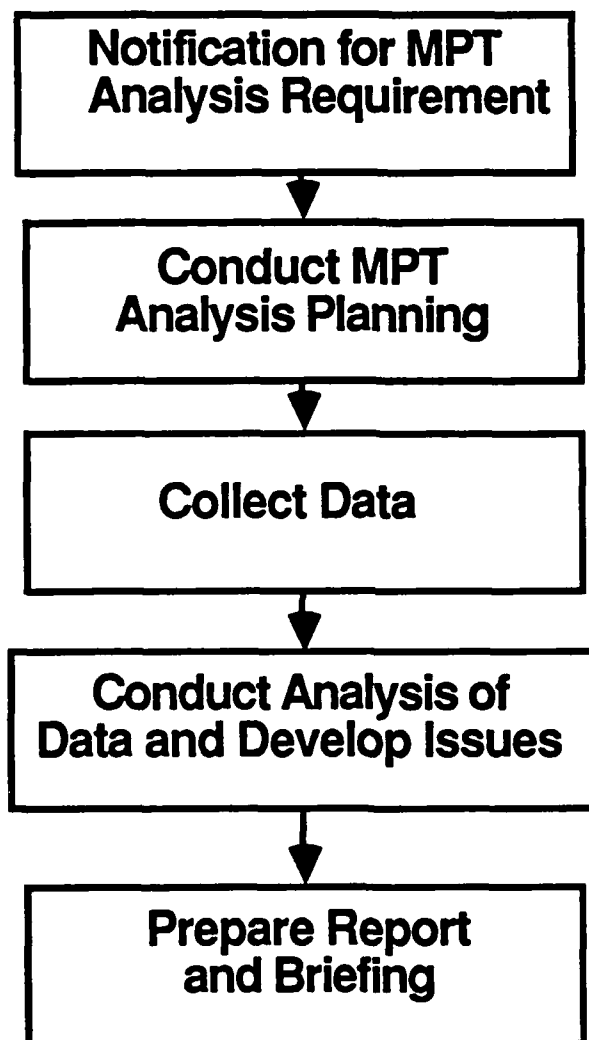 Notification for MPT
Analysis Requirement
Conduct MPT
Analysis Planning
Collect Data
Conduct Analysis of
Data and Develop Issues
Prepare Report
and Briefing